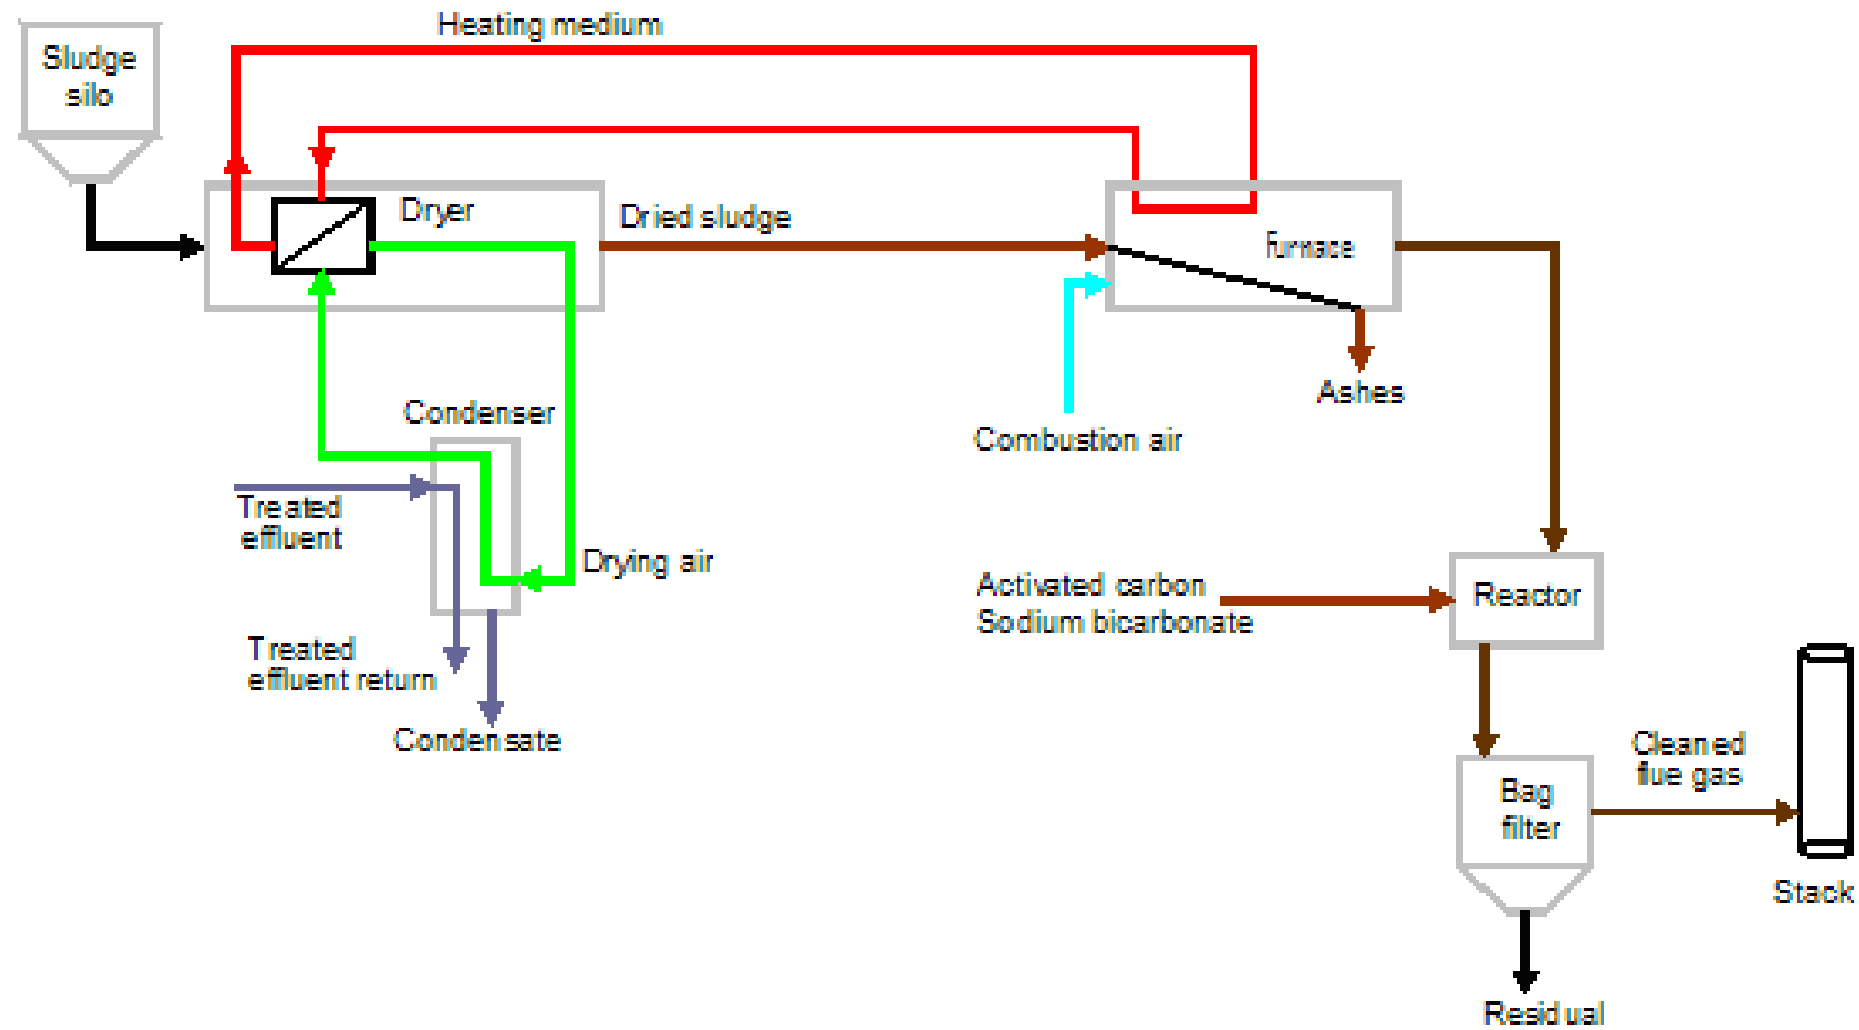 Heating medium
Sludge
silo
Dryer
Dried sludge
furnace
Ashes
Condenser
Combustion air
Treated
effluent
Drying air
Activated carbon
Sodium bicarbonate
Reactor
Treated
effluent return
Condensate
Cleaned
flue gas
Bag
filter
Stack
Residual